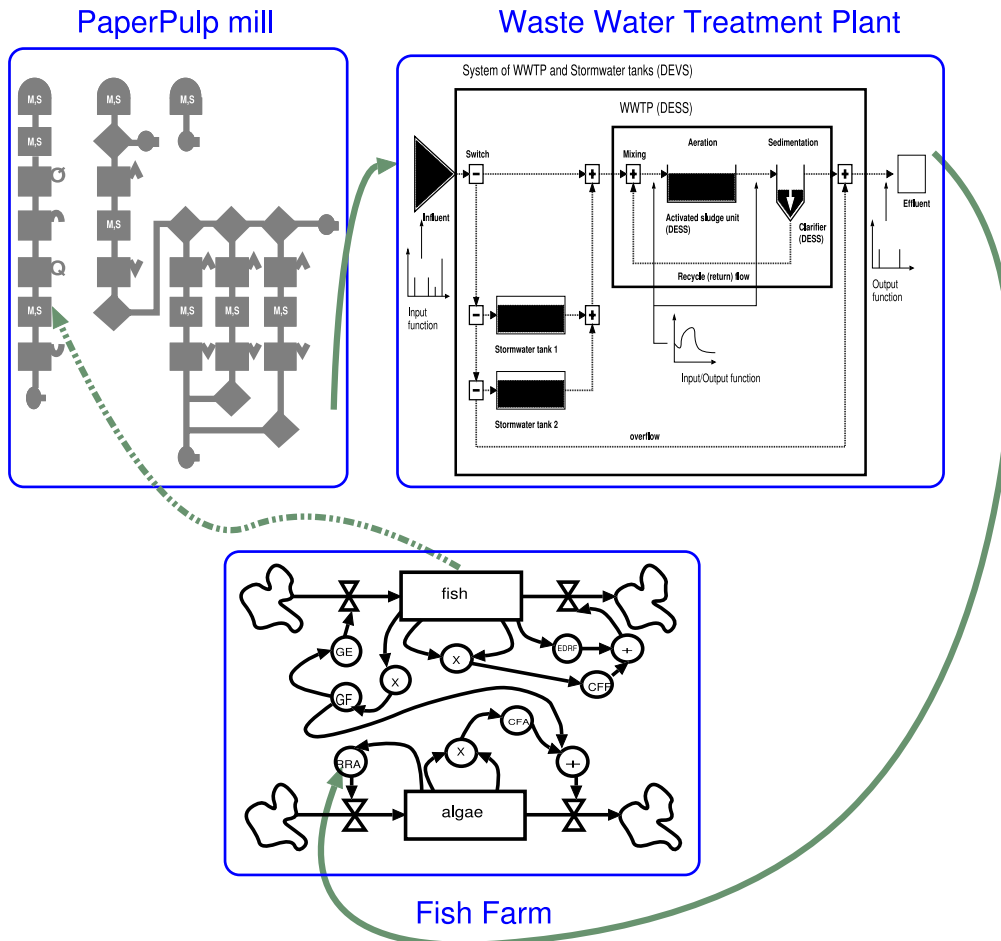 PaperPulp mill
Waste Water Treatment Plant
M,S
M,S
M,S
M,S
M,S
M,S
M,S
M,S
M,S
System of WWTP and Stormwater tanks (DEVS)
WWTP (DESS)
Switch
Mixing
Aeration
Sedimentation
−
+
+
+
Influent
Activated sludge unit
(DESS)
Clarifier
(DESS)
Effluent
Recycle (return) flow
Input
function
Output
function
−
+
Stormwater tank 1
Input/Output function
−
Stormwater tank 2
overflow
fish
GE
X
EDRF
+
X
CFR
GF
CFA
RRA
X
+
algae
Fish Farm